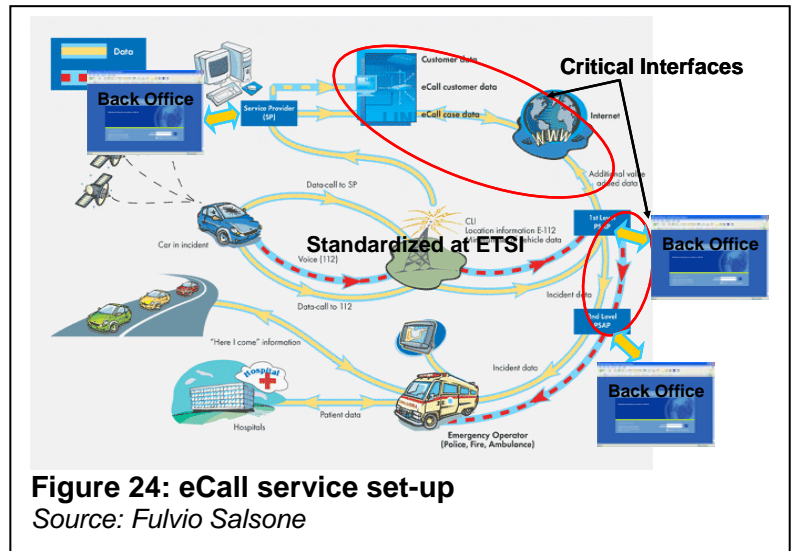 Data
Back Office
Service Provider
(SP)
Customer data
eCall customer data
eCall case data
Critical Interfaces
Internet
WWW
Additional value
added data
Data-call to SP
Car in incident
CLI
Location information E-112
Standardized at ETSI
vehicle data
1st Level
PSAP
Back Office
Voice (112)
Data-call to 112
Incident data
2nd Level
PSAP
"Here I come" information
Incident data
Back Office
Hospital
Patient data
Hospitals
Emergency Operator
(Police, Fire, Ambulance)
Figure 24: eCall service set-up
Source: Fulvio Salsone